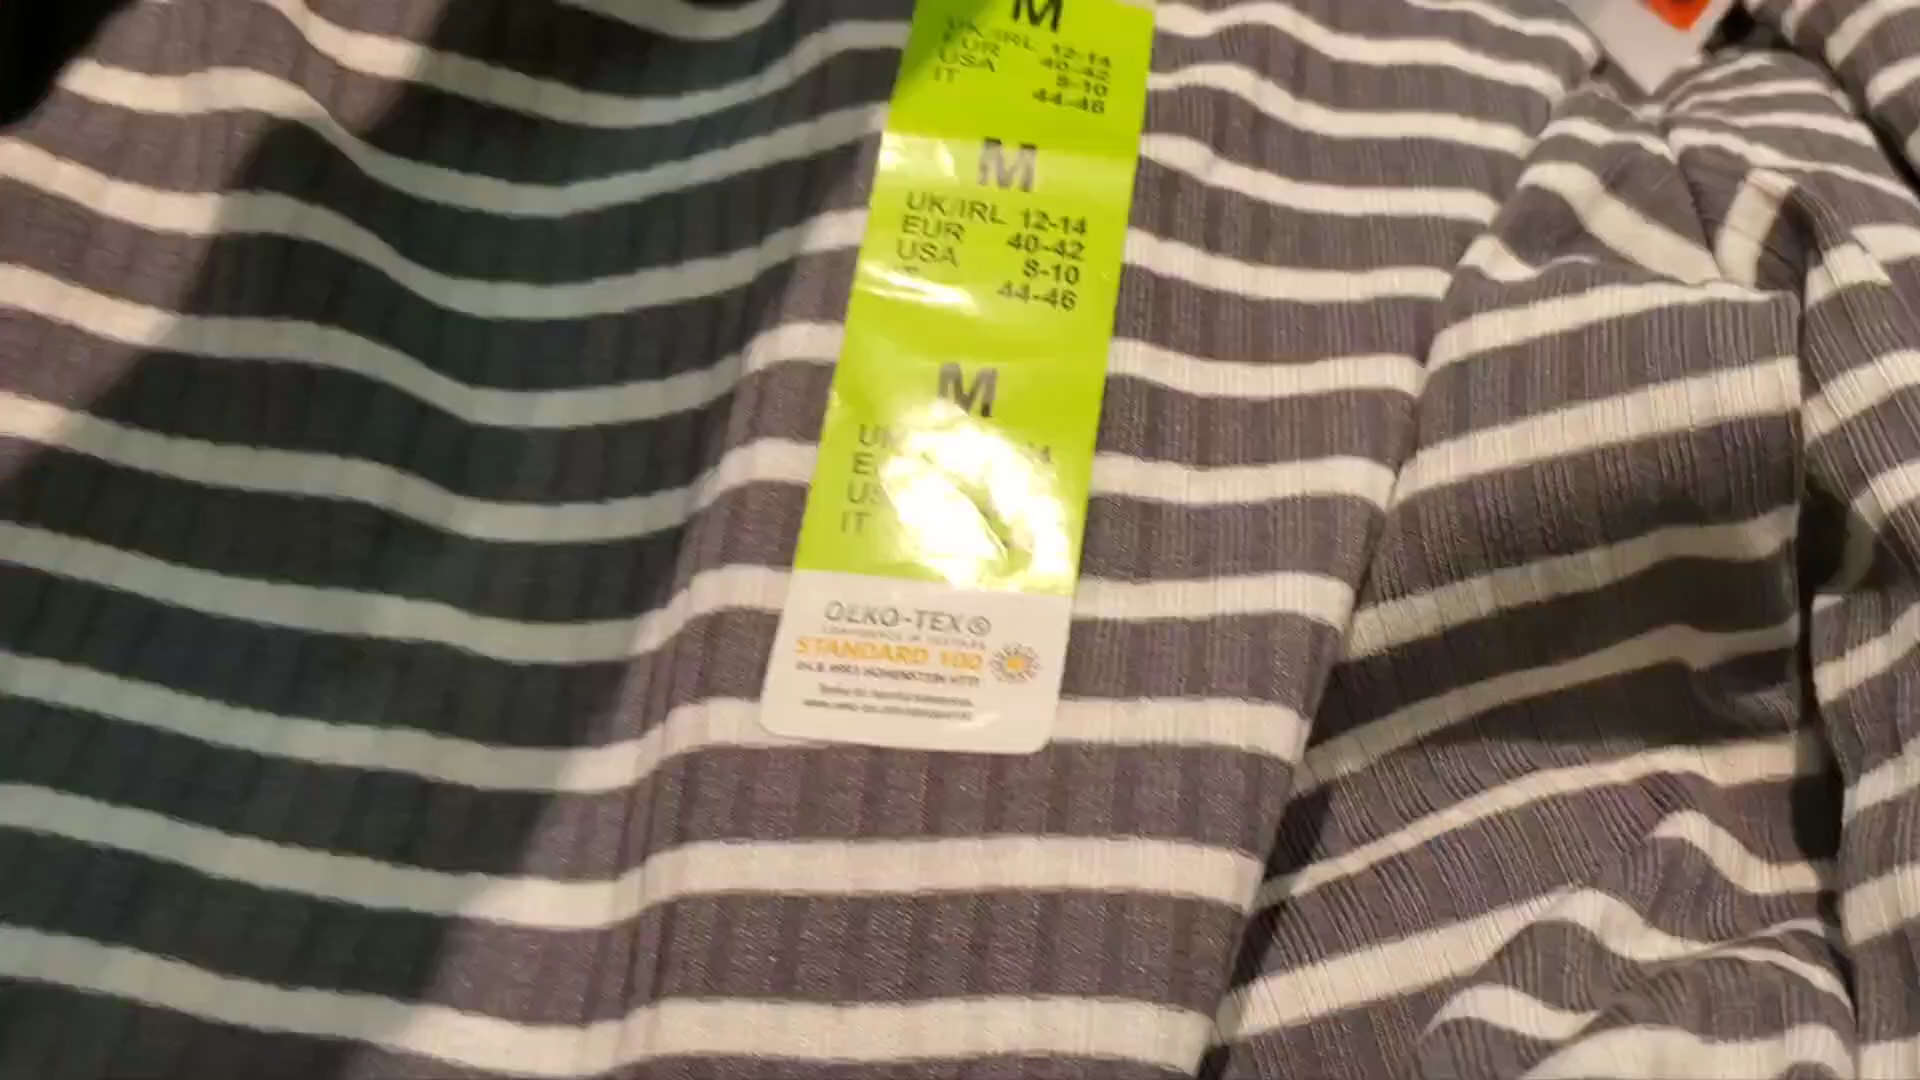 M
UK/IRL 12-14
EUR 40-42
USA 8-10
IT 44-46
M
UK/IRL 12-14
EUR 40-42
USA 8-10
44-46
M
IT
OEKO-TEX®
STANDARD 100